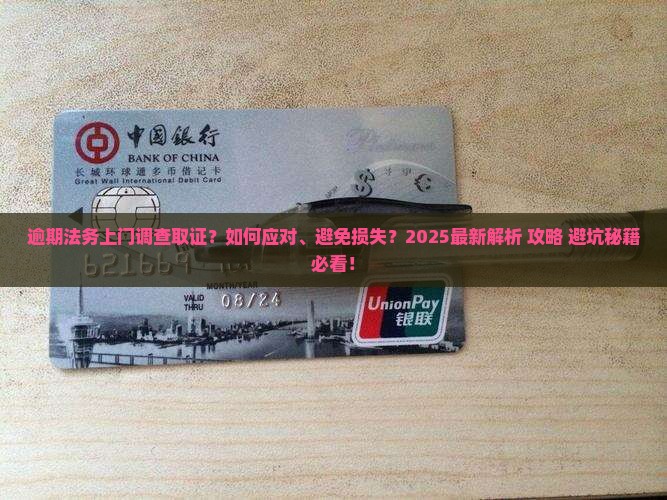 中国银行
BANK OF CHINA
长城环球通多币借记卡
Great Wall International Debit Card
逾期法务上门调查取证？如何应对、避免损失？2025最新解析 攻略 避坑秘籍
必看！
MONTH/YEAR
VALID
THRU
08/24
UnionPay
银联